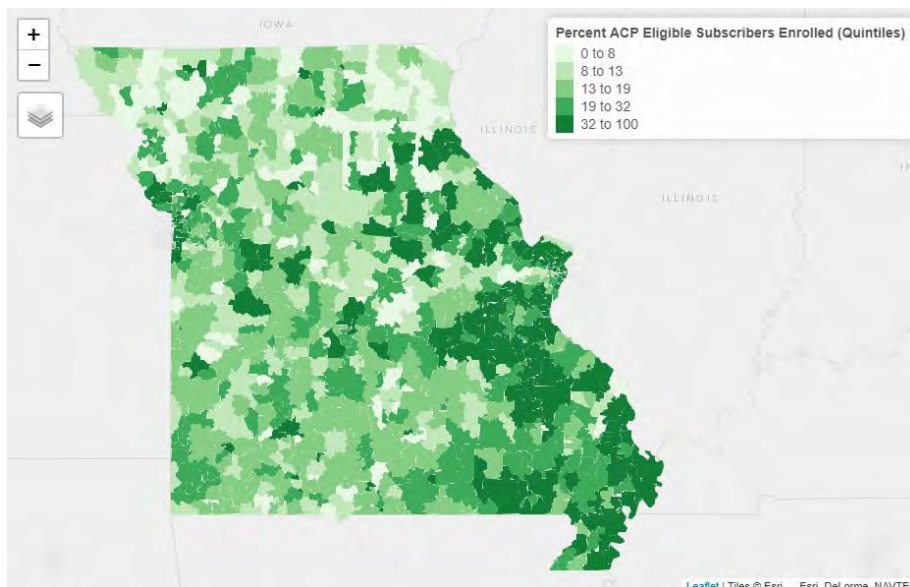 +
−
IOWA
ILLINOIS
ILLINOIS
Percent ACP Eligible Subscribers Enrolled (Quintiles)
0 to 8
8 to 13
13 to 19
19 to 32
32 to 100
Leaflet | Tiles © Esri — Esri, DeLorme, NAVTE